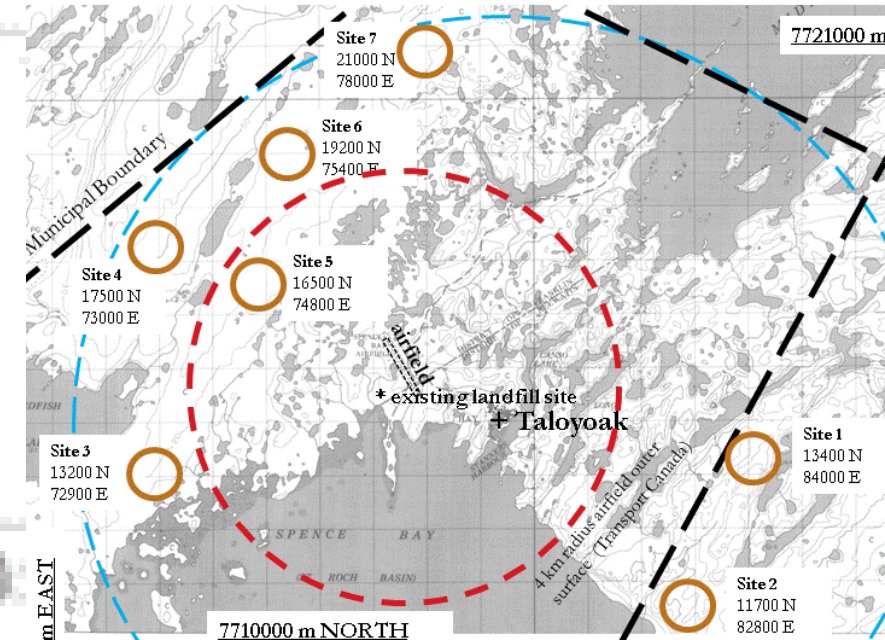 Site 7
21000 N
78000 E
7721000 m
Site 6
19200 N
75400 E
Municipal Boundary
Site 4
17500 N
73000 E
Site 5
16500 N
74800 E
airfield
* existing landfill site
+ Taloyoak
Site 3
13200 N
72900 E
Site 1
13400 N
84000 E
4 km radius airfield outer
surface (Transport Canada)
SPENCE BAY
ROCH BASIN)
Site 2
11700 N
82800 E
m EAST
7710000 m NORTH